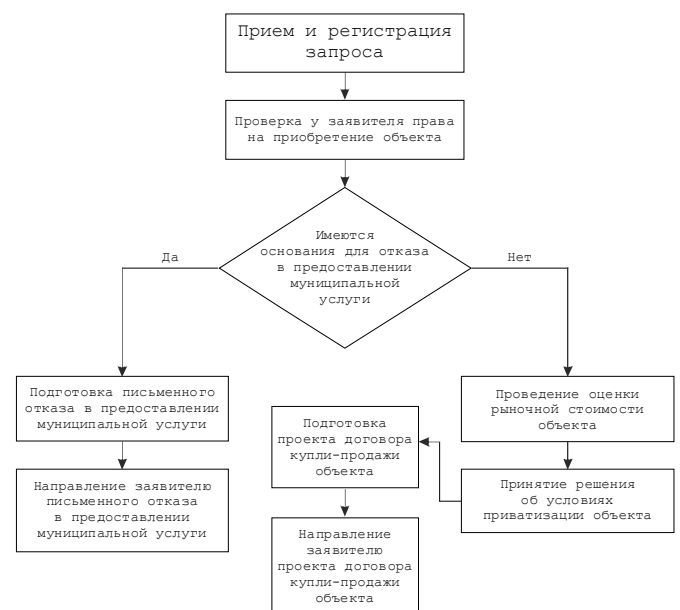 Прием и регистрация
запроса
Проверка у заявителя права
на приобретение объекта
Имеются
основания для отказа
в предоставлении
муниципальной
услуги
Да
Нет
Подготовка письменного
отказа в предоставлении
муниципальной услуги
Направление заявителю
письменного отказа
в предоставлении
муниципальной услуги
Проведение оценки
рыночной стоимости
объекта
Принятие решения
об условиях
приватизации объекта
Подготовка
проекта договора
купли-продажи
объекта
Направление
заявителю
проекта договора
купли-продажи
объекта